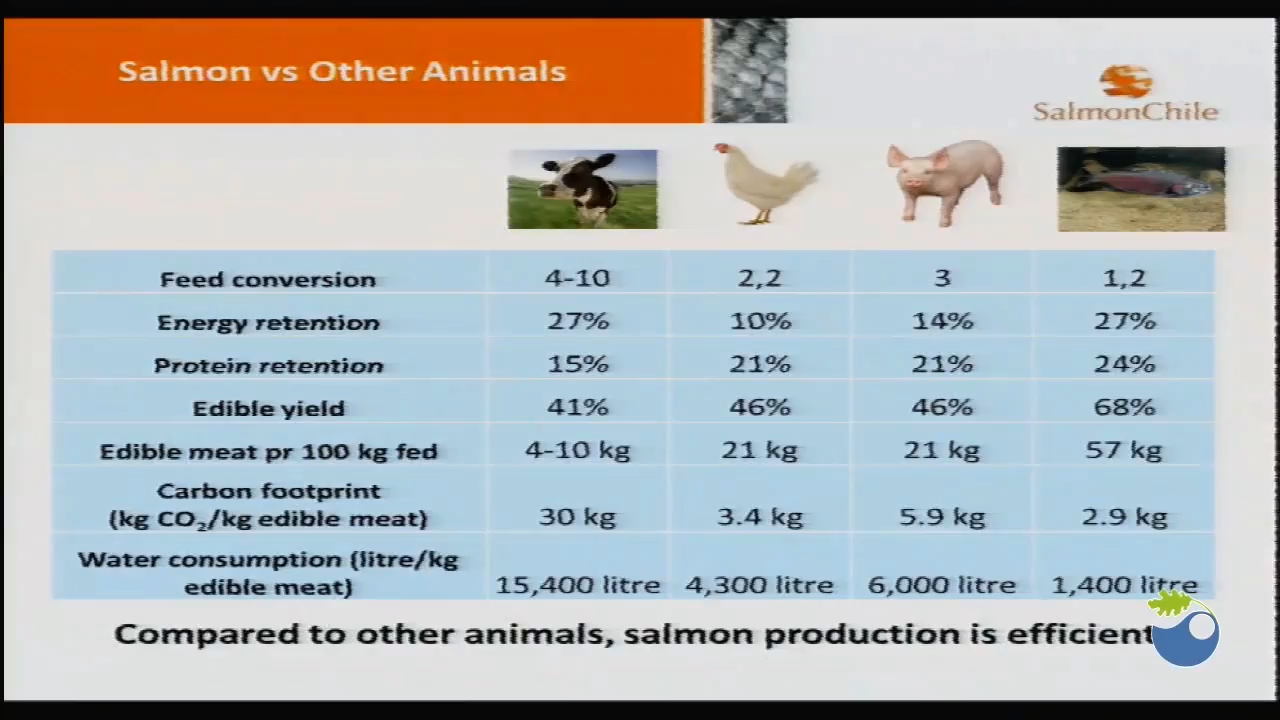 Salmon vs Other Animals
SalmonChile
Feed conversion 4-10 2,2 3 1,2
Energy retention 27% 10% 14% 27%
Protein retention 15% 21% 21% 24%
Edible yield 41% 46% 46% 68%
Edible meat pr 100 kg fed 4-10 kg 21 kg 21 kg 57 kg
Carbon footprint
(kg CO₂/kg edible meat) 30 kg 3.4 kg 5.9 kg 2.9 kg
Water consumption (litre/kg
edible meat) 15,400 litre 4,300 litre 6,000 litre 1,400 litre
Compared to other animals, salmon production is efficient